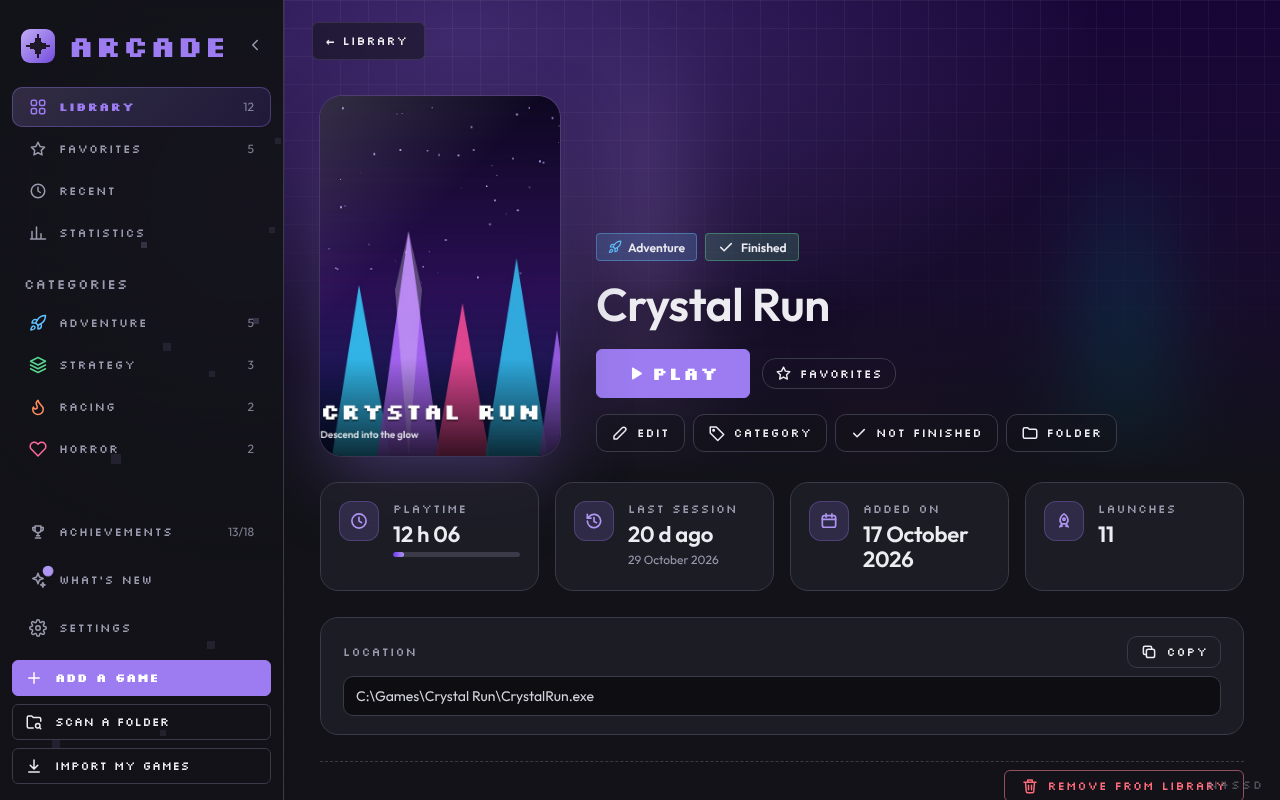 ARCADE
LIBRARY 12
FAVORITES 5
RECENT
STATISTICS
CATEGORIES
ADVENTURE 5
STRATEGY 3
RACING 2
HORROR 2
ACHIEVEMENTS 13/18
WHAT'S NEW
SETTINGS
ADD A GAME
SCAN A FOLDER
IMPORT MY GAMES
← LIBRARY
CRYSTAL RUN
Descend into the glow
Adventure
Finished
Crystal Run
PLAY
FAVORITES
EDIT
CATEGORY
NOT FINISHED
FOLDER
PLAYTIME
12 h 06
LAST SESSION
20 d ago
29 October 2026
ADDED ON
17 October
2026
LAUNCHES
11
LOCATION
COPY
C:\Games\Crystal Run\CrystalRun.exe
REMOVE FROM LIBRARY